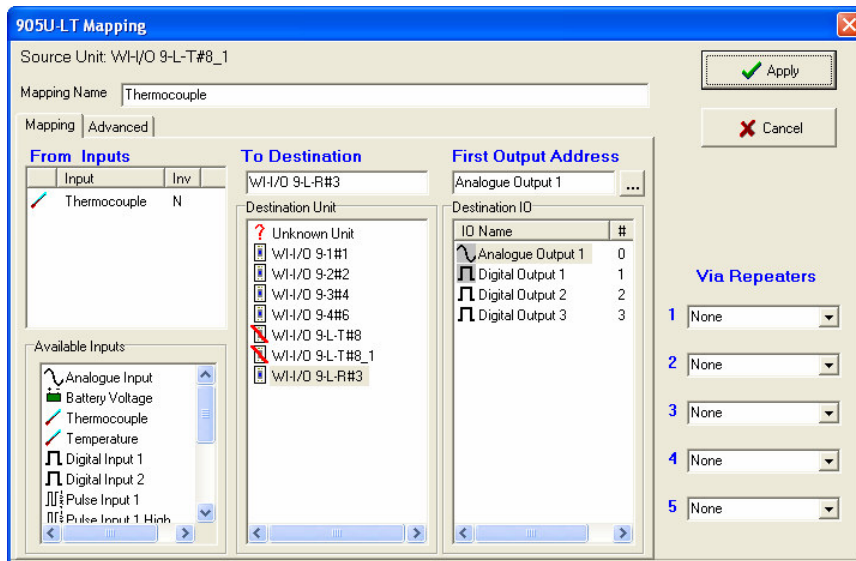 905U-LT Mapping
Source Unit: WI-I/O 9-L-T#8_1
Mapping Name Thermocouple
Apply
Cancel
Mapping Advanced
From Inputs
Input Inv
Thermocouple N
Available Inputs
Analogue Input
Battery Voltage
Thermocouple
Temperature
Digital Input 1
Digital Input 2
Pulse Input 1
Pulse Input 1 High
To Destination
WI-I/O 9-L-R#3
Destination Unit
? Unknown Unit
WI-I/O 9-1#1
WI-I/O 9-2#2
WI-I/O 9-3#4
WI-I/O 9-4#6
WI-I/O 9-L-T#8
WI-I/O 9-L-T#8_1
WI-I/O 9-L-R#3
First Output Address
Analogue Output 1 ...
Destination IO
IO Name #
Analogue Output 1 0
Digital Output 1 1
Digital Output 2 2
Digital Output 3 3
Via Repeaters
1 None
2 None
3 None
4 None
5 None